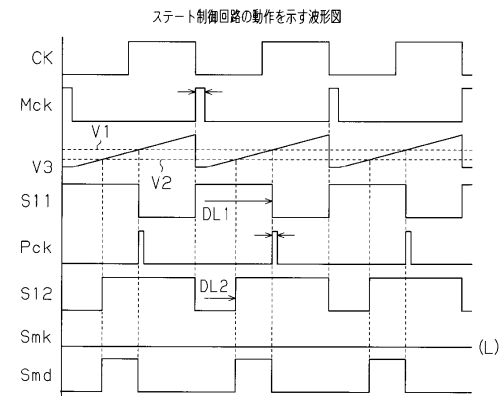 ステート制御回路の動作を示す波形図
CK
Mck
V1
V3
V2
S11
DL1
Pck
S12
DL2
Smk
(L)
Smd